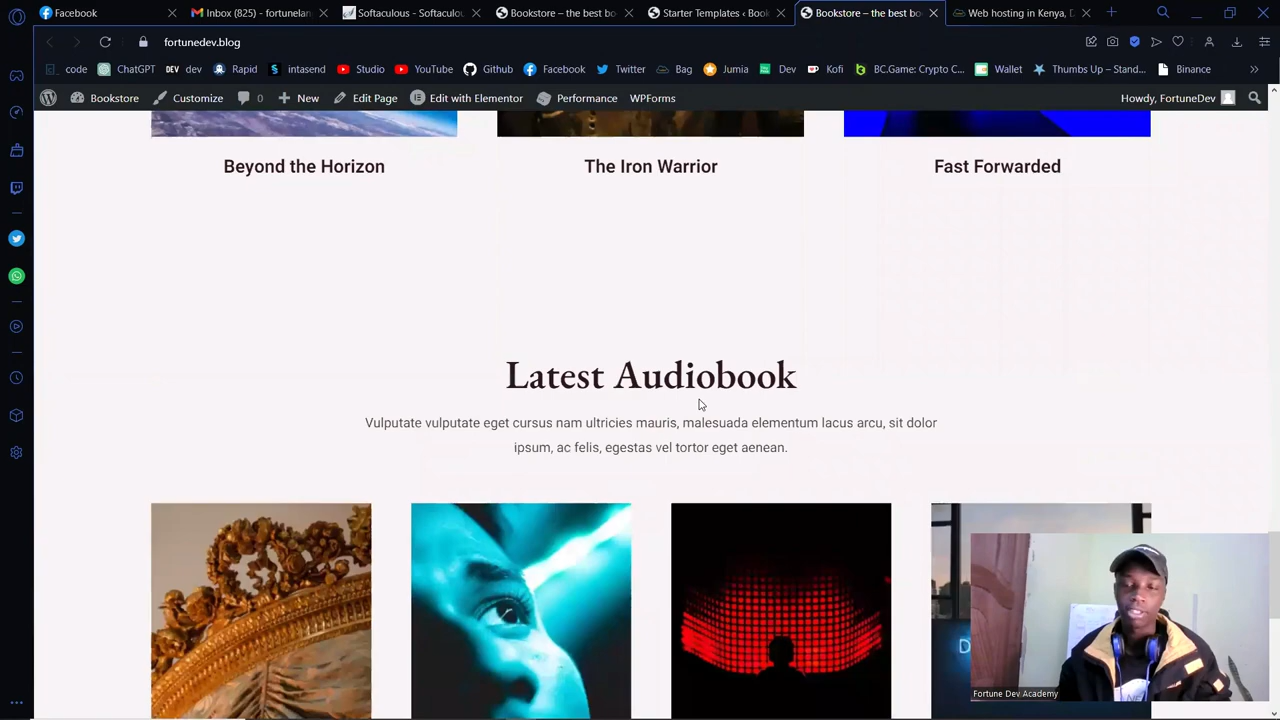 Facebook
Inbox (825) - fortunelan
Softaculous - Softaculou
Bookstore – the best bo
Starter Templates ‹ Book
Bookstore – the best bo
Web hosting in Kenya, D
fortunedev.blog
code
ChatGPT
DEV dev
Rapid
intasend
Studio
YouTube
Github
Facebook
Twitter
Bag
Jumia
Dev
Kofi
BC.Game: Crypto C...
Wallet
Thumbs Up – Stand...
Binance
Bookstore
Customize
0
New
Edit Page
Edit with Elementor
Performance
WPForms
Howdy, FortuneDev
Beyond the Horizon
The Iron Warrior
Fast Forwarded
Latest Audiobook
Vulputate vulputate eget cursus nam ultricies mauris, malesuada elementum lacus arcu, sit dolor
ipsum, ac felis, egestas vel tortor eget aenean.
Fortune Dev Academy